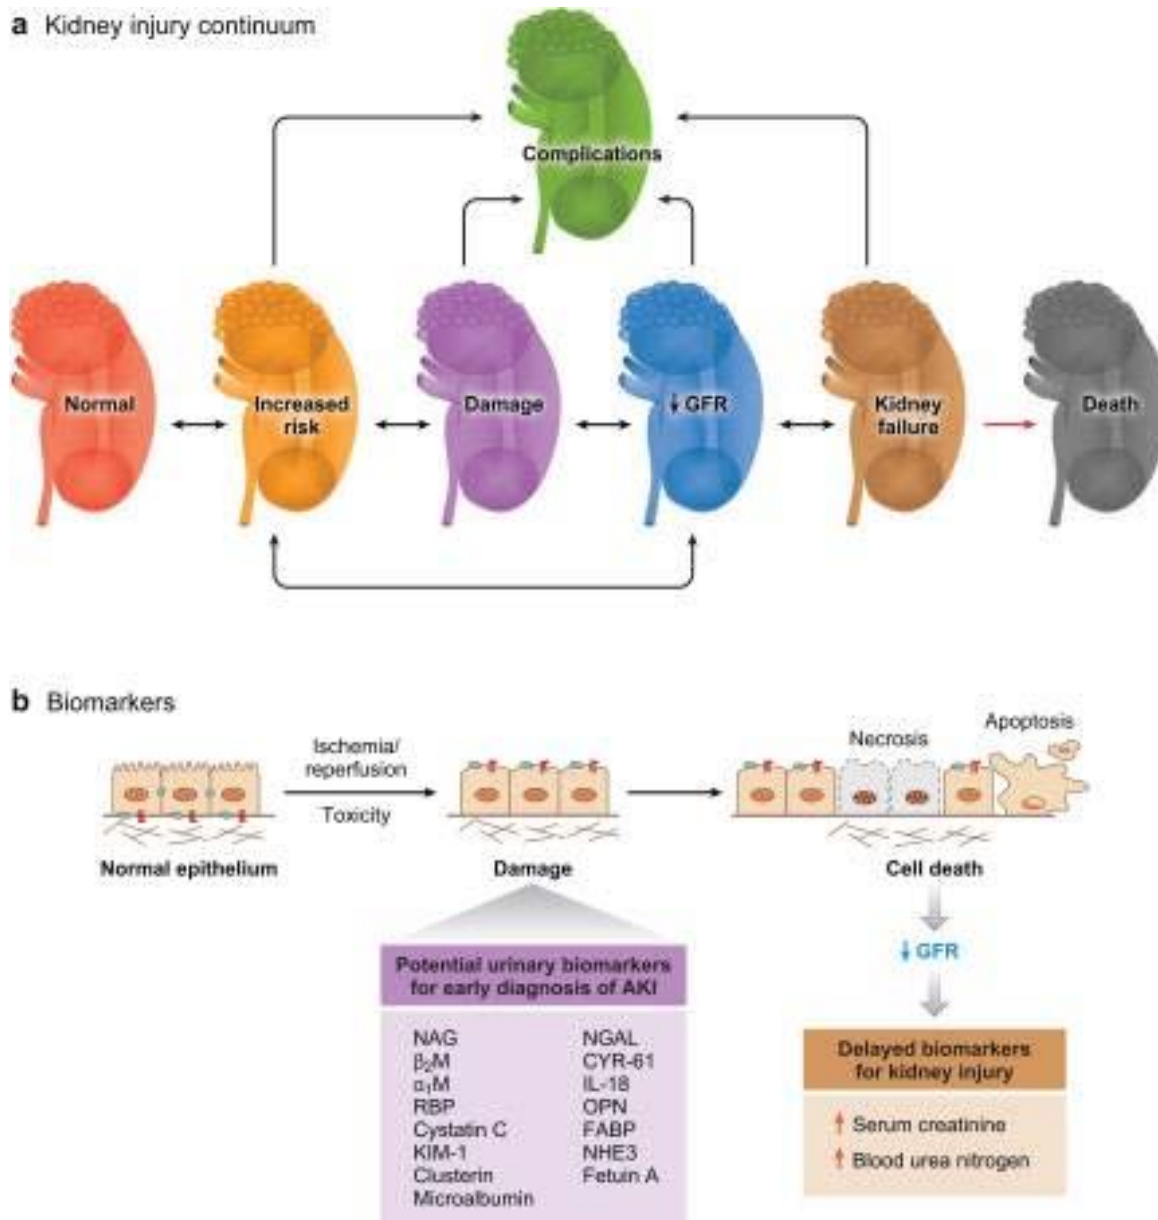 a Kidney injury continuum
Complications
Normal
Increased
risk
Damage
↓ GFR
Kidney
failure
Death
b Biomarkers
Ischemia/
reperfusion
Toxicity
Necrosis
Apoptosis
Normal epithelium
Damage
Cell death
↓ GFR
Potential urinary biomarkers
for early diagnosis of AKI
NAG
β₂M
α₁M
RBP
Cystatin C
KIM-1
Clusterin
Microalbumin
NGAL
CYR-61
IL-18
OPN
FABP
NHE3
Fetuin A
Delayed biomarkers
for kidney injury
↑ Serum creatinine
↑ Blood urea nitrogen